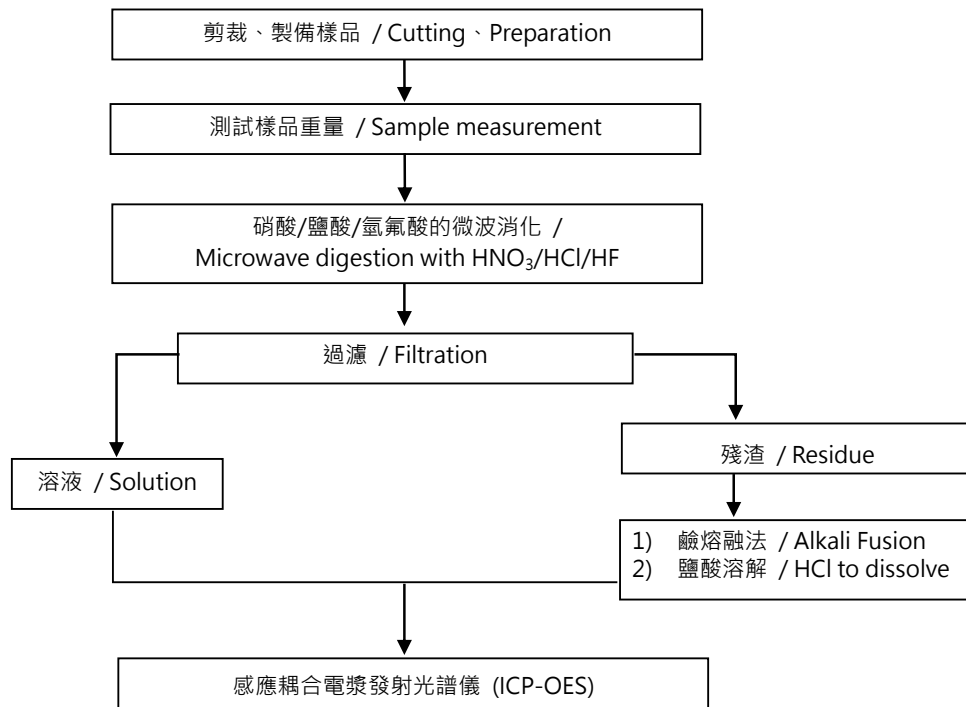 剪裁、製備樣品 / Cutting、Preparation
測試樣品重量 / Sample measurement
硝酸/鹽酸/氫氟酸的微波消化 /
Microwave digestion with HNO₃/HCl/HF
過濾 / Filtration
溶液 / Solution
殘渣 / Residue
1) 鹼熔融法 / Alkali Fusion
2) 鹽酸溶解 / HCl to dissolve
感應耦合電漿發射光譜儀 (ICP-OES)